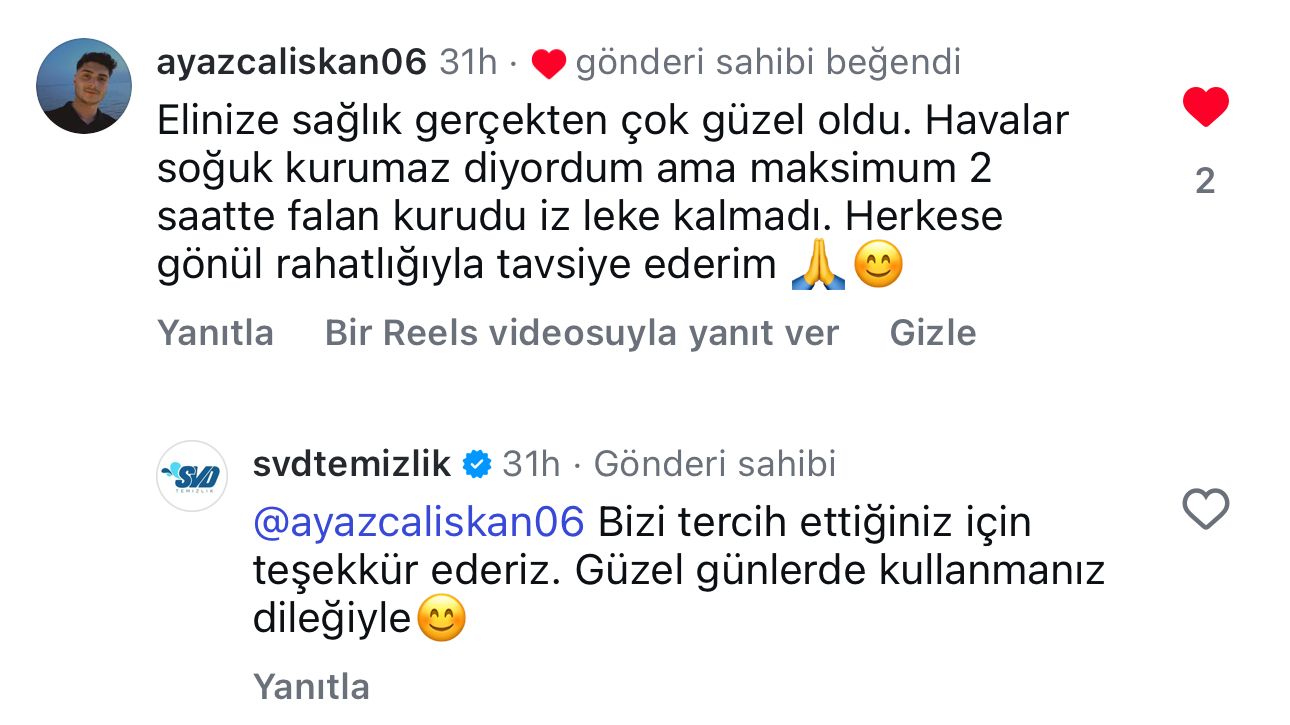 ayazcaliskan06 31h · ❤️ gönderi sahibi beğendi
Elinize sağlık gerçekten çok güzel oldu. Havalar
soğuk kurumaz diyordum ama maksimum 2
saatte falan kurudu iz leke kalmadı. Herkese
gönül rahatlığıyla tavsiye ederim 🙏😊
2
Yanıtla Bir Reels videosuyla yanıt ver Gizle
SVD
TEMİZLİK
svdtemizlik 31h · Gönderi sahibi
@ayazcaliskan06 Bizi tercih ettiğiniz için
teşekkür ederiz. Güzel günlerde kullanmanız
dileğiyle😊
Yanıtla